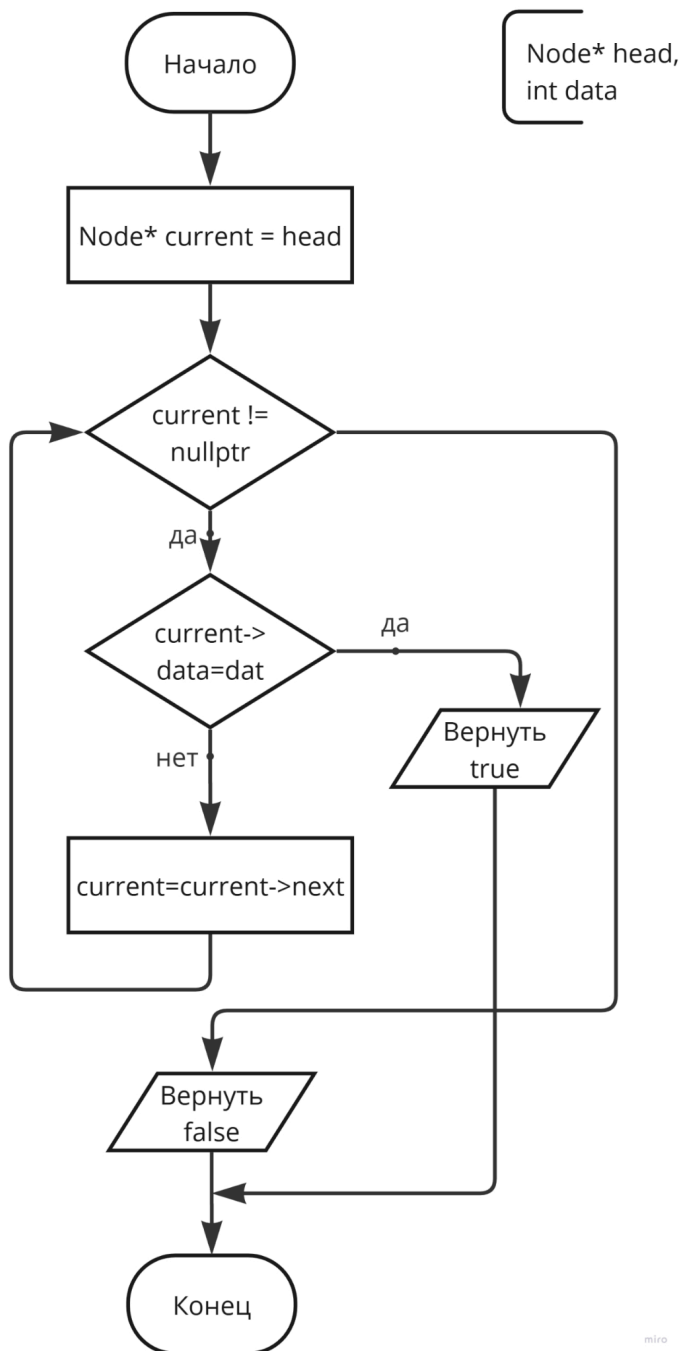 Начало
Node* head,
int data
Node* current = head
current !=
nullptr
да
current->
data=dat
да
Вернуть
true
нет
current=current->next
Вернуть
false
Конец
miro